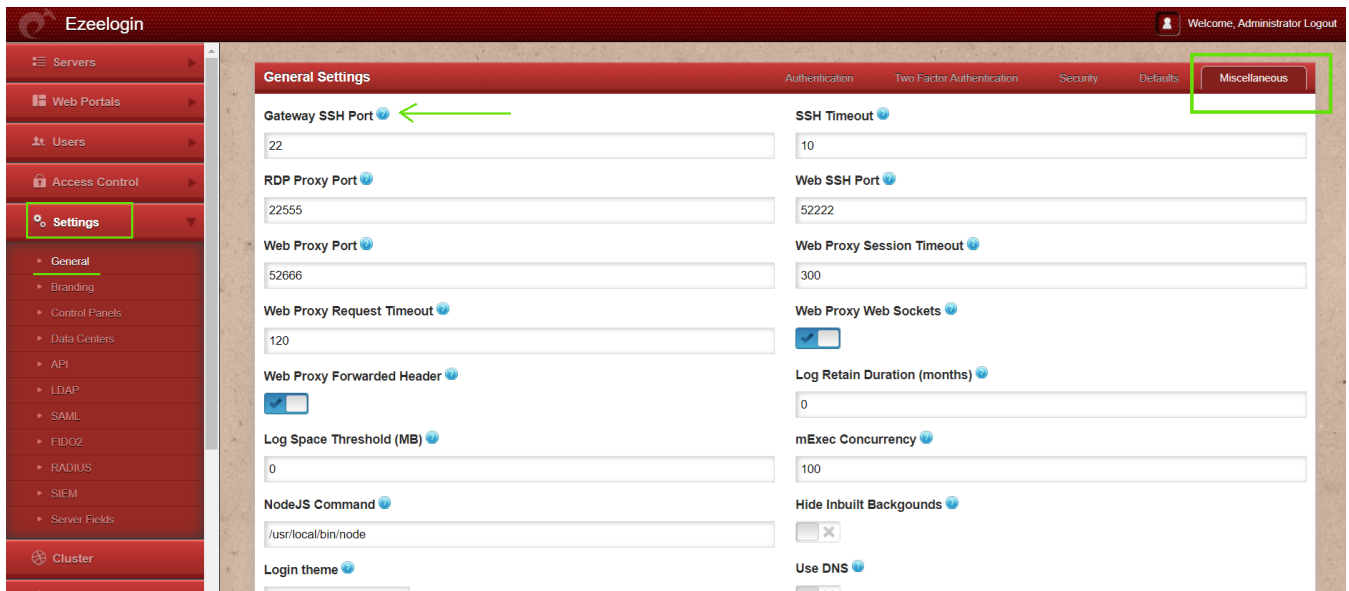 Ezeelogin
Welcome, Administrator Logout
Servers
Web Portals
Users
Access Control
Settings
General
Branding
Control Panels
Data Centers
API
LDAP
SAML
FIDO2
RADIUS
SIEM
Server Fields
Cluster
General Settings
Authentication
Two Factor Authentication
Security
Defaults
Miscellaneous
Gateway SSH Port
22
SSH Timeout
10
RDP Proxy Port
22555
Web SSH Port
52222
Web Proxy Port
52666
Web Proxy Session Timeout
300
Web Proxy Request Timeout
120
Web Proxy Web Sockets
Web Proxy Forwarded Header
Log Retain Duration (months)
0
Log Space Threshold (MB)
0
mExec Concurrency
100
NodeJS Command
/usr/local/bin/node
Hide Inbuilt Backgounds
Login theme
Use DNS